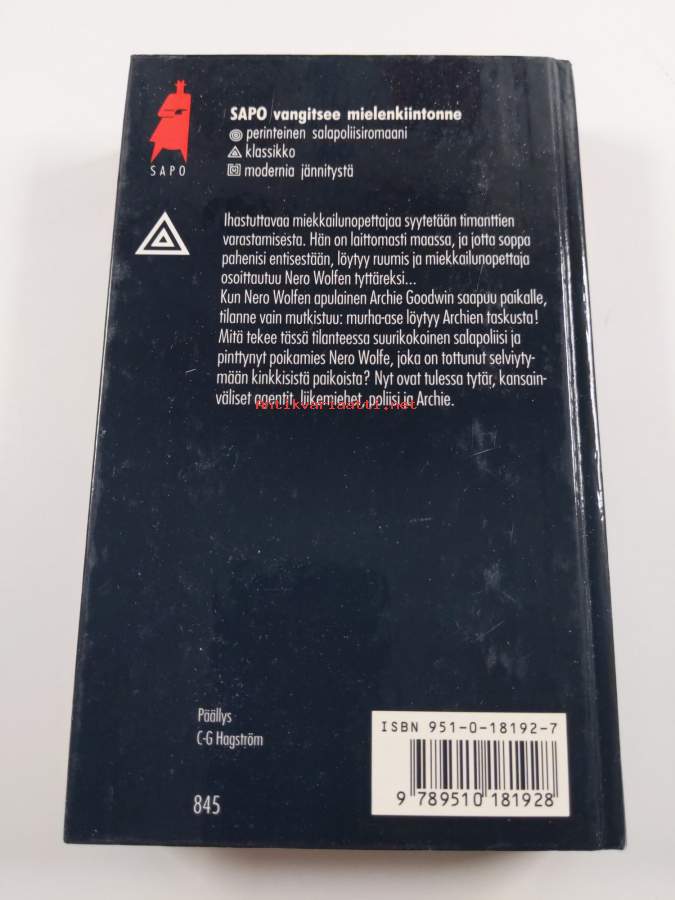 SAPO vangitsee mielenkiintonne
perinteinen salapoliisiromaani
klassikko
modernia jännitystä
SAPO
Ihastuttavaa miekkailunopettajaa syytetään timanttien
varastamisesta. Hän on laittomasti maassa, ja jotta soppa
pahenisi entisestään, löytyy ruumis ja miekkailunopettaja
osoittautuu Nero Wolfen tyttäreksi...
Kun Nero Wolfen apulainen Archie Goodwin saapuu paikalle,
tilanne vain mutkistuu: murha-ase löytyy Archien taskusta!
Mitä tekee tässä tilanteessa suurikokoinen salapoliisi ja
pinttynyt poikamies Nero Wolfe, joka on tottunut selviyty-
mään kinkkisistä paikoista? Nyt ovat tulessa tytär, kansain-
väliset agentit, liikemiehet, poliisi ja Archie.
Antikvariaatti.net
Päällys
C-G Hagström
845
ISBN 951-0-18192-7
9 789510 181928